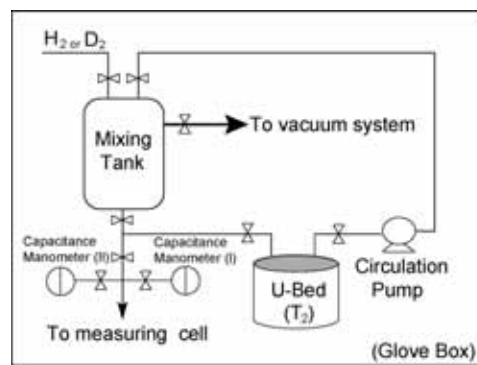 H2 or D2
Mixing
Tank
To vacuum system
Capacitance
Manometer (II)
Capacitance
Manometer (I)
Circulation
Pump
U-Bed
(T2)
To measuring cell
(Glove Box)